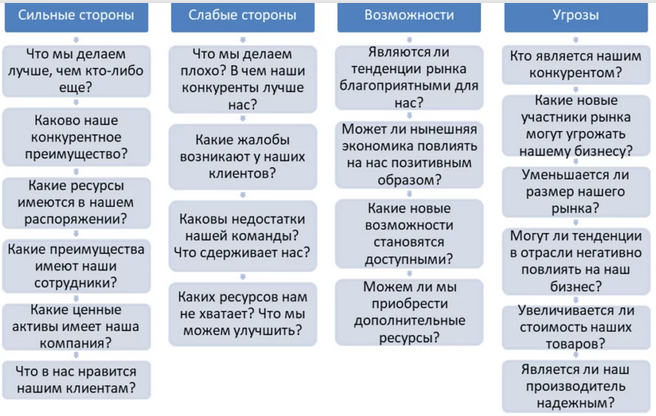 Сильные стороны
Что мы делаем
лучше, чем кто-либо
еще?
Каково наше
конкурентное
преимущество?
Какие ресурсы
имеются в нашем
распоряжении?
Какие преимущества
имеют наши
сотрудники?
Какие ценные
активы имеет наша
компания?
Что в нас нравится
нашим клиентам?
Слабые стороны
Что мы делаем
плохо? В чем наши
конкуренты лучше
нас?
Какие жалобы
возникают у наших
клиентов?
Каковы недостатки
нашей команды?
Что сдерживает нас?
Каких ресурсов нам
не хватает? Что мы
можем улучшить?
Возможности
Являются ли
тенденции рынка
благоприятными для
нас?
Может ли нынешняя
экономика повлиять
на нас позитивным
образом?
Какие новые
возможности
становятся
доступными?
Можем ли мы
приобрести
дополнительные
ресурсы?
Угрозы
Кто является нашим
конкурентом?
Какие новые
участники рынка
могут угрожать
нашему бизнесу?
Уменьшается ли
размер нашего
рынка?
Могут ли тенденции
в отрасли негативно
повлиять на наш
бизнес?
Увеличивается ли
стоимость наших
товаров?
Является ли наш
производитель
надежным?